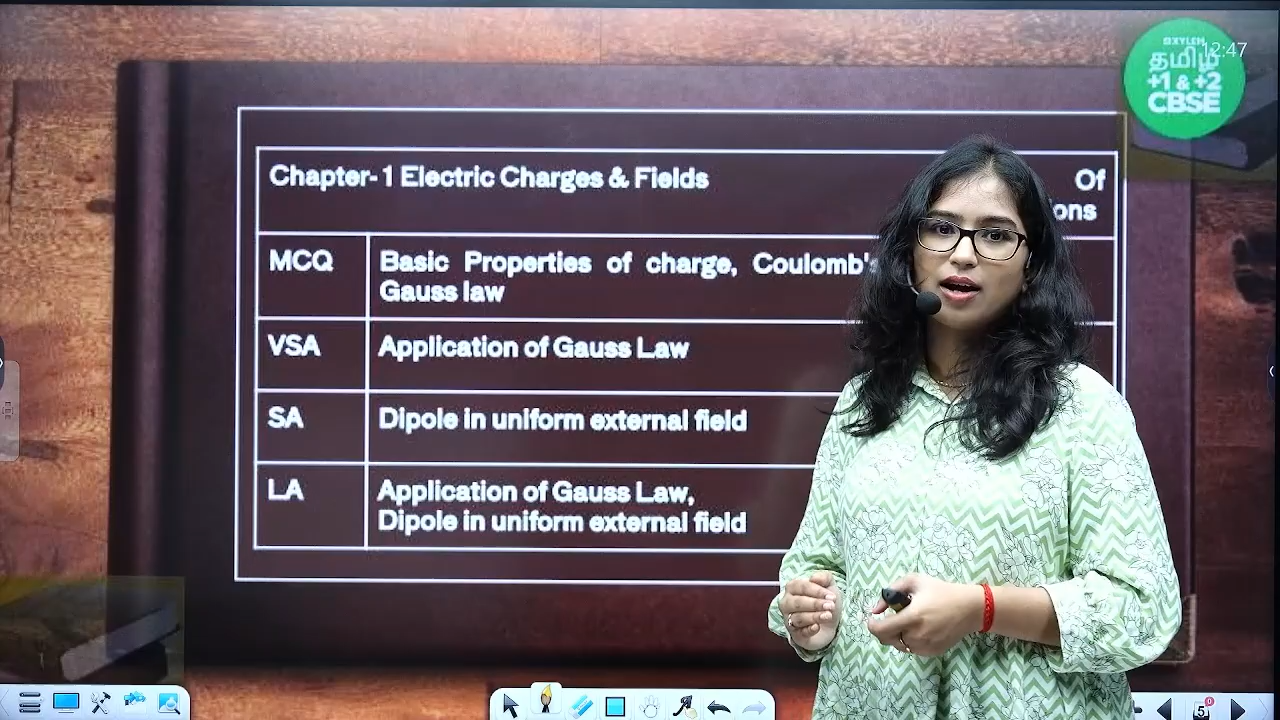 OXYLEM
12:47
தமிழ்
+1 & +2
CBSE
Chapter- 1 Electric Charges & Fields
Of
ons
MCQ
Basic Properties of charge, Coulomb's
Gauss law
VSA
Application of Gauss Law
SA
Dipole in uniform external field
LA
Application of Gauss Law,
Dipole in uniform external field
5
0